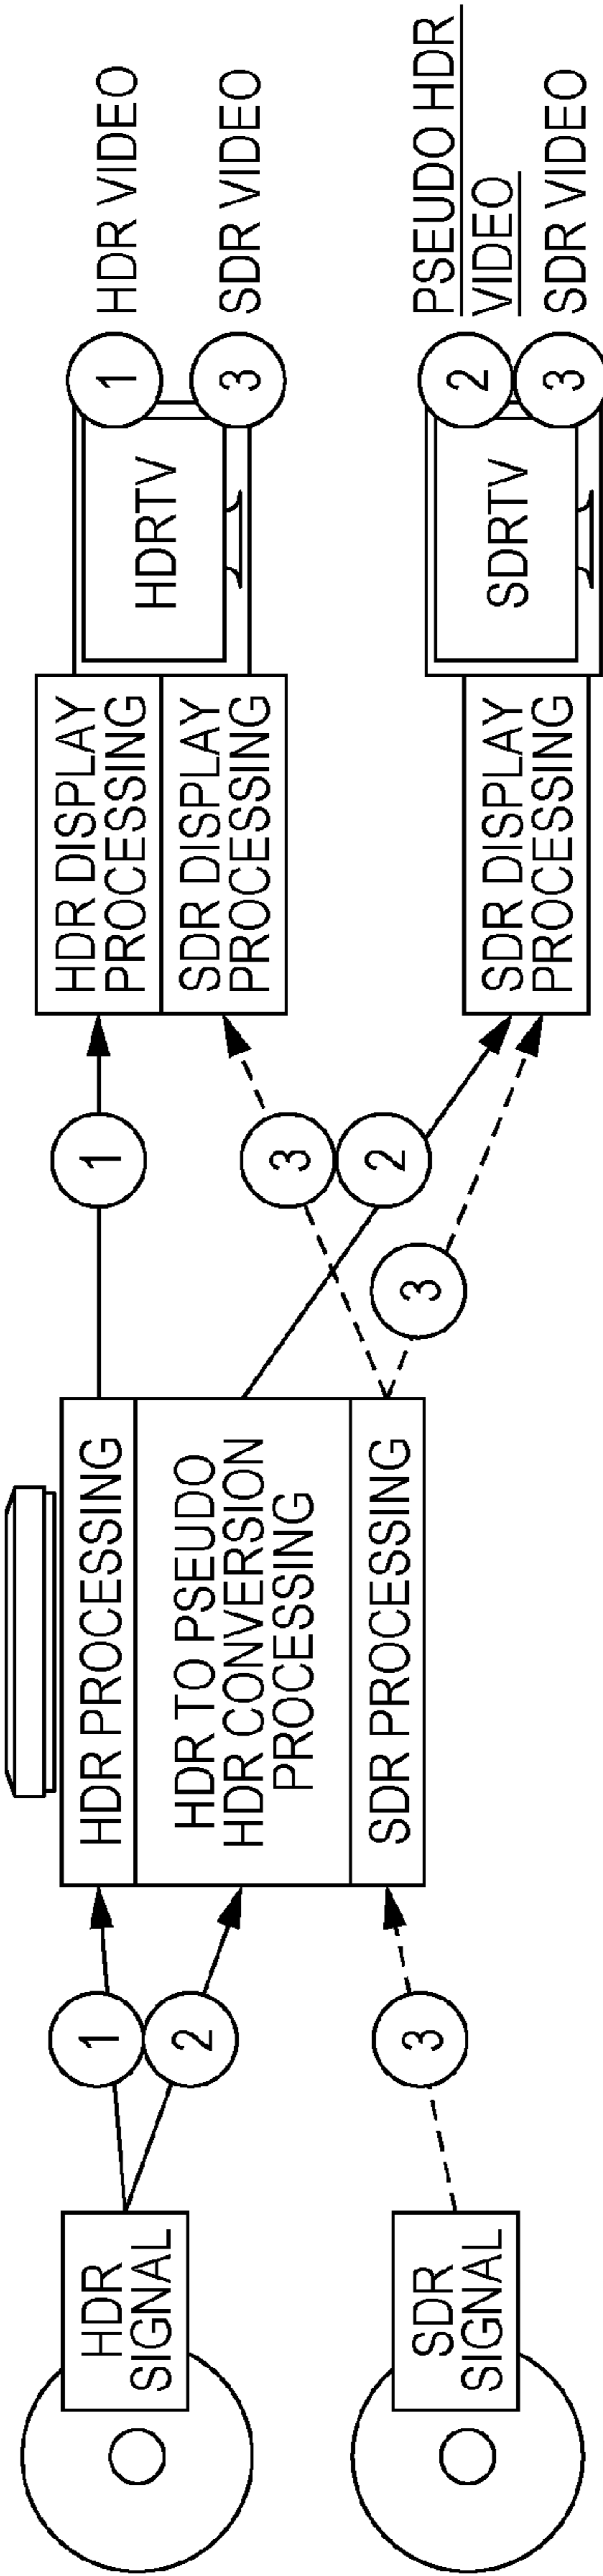 HDR
SIGNAL
SDR
SIGNAL
1
2
3
HDR PROCESSING
HDR TO PSEUDO
HDR CONVERSION
PROCESSING
SDR PROCESSING
1
3
2
3
HDR DISPLAY
PROCESSING
SDR DISPLAY
PROCESSING
SDR DISPLAY
PROCESSING
HDRTV
SDRTV
1
HDR VIDEO
3
SDR VIDEO
2
PSEUDO HDR
VIDEO
3
SDR VIDEO